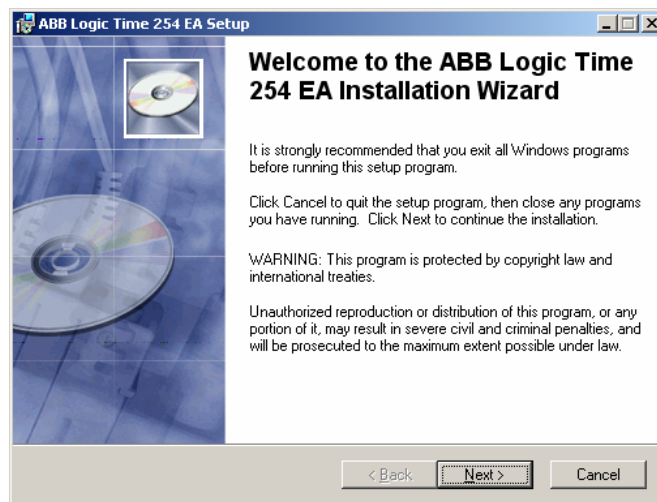 ABB Logic Time 254 EA Setup
Welcome to the ABB Logic Time
254 EA Installation Wizard
It is strongly recommended that you exit all Windows programs
before running this setup program.
Click Cancel to quit the setup program, then close any programs
you have running. Click Next to continue the installation.
WARNING: This program is protected by copyright law and
international treaties.
Unauthorized reproduction or distribution of this program, or any
portion of it, may result in severe civil and criminal penalties, and
will be prosecuted to the maximum extent possible under law.
< Back Next > Cancel